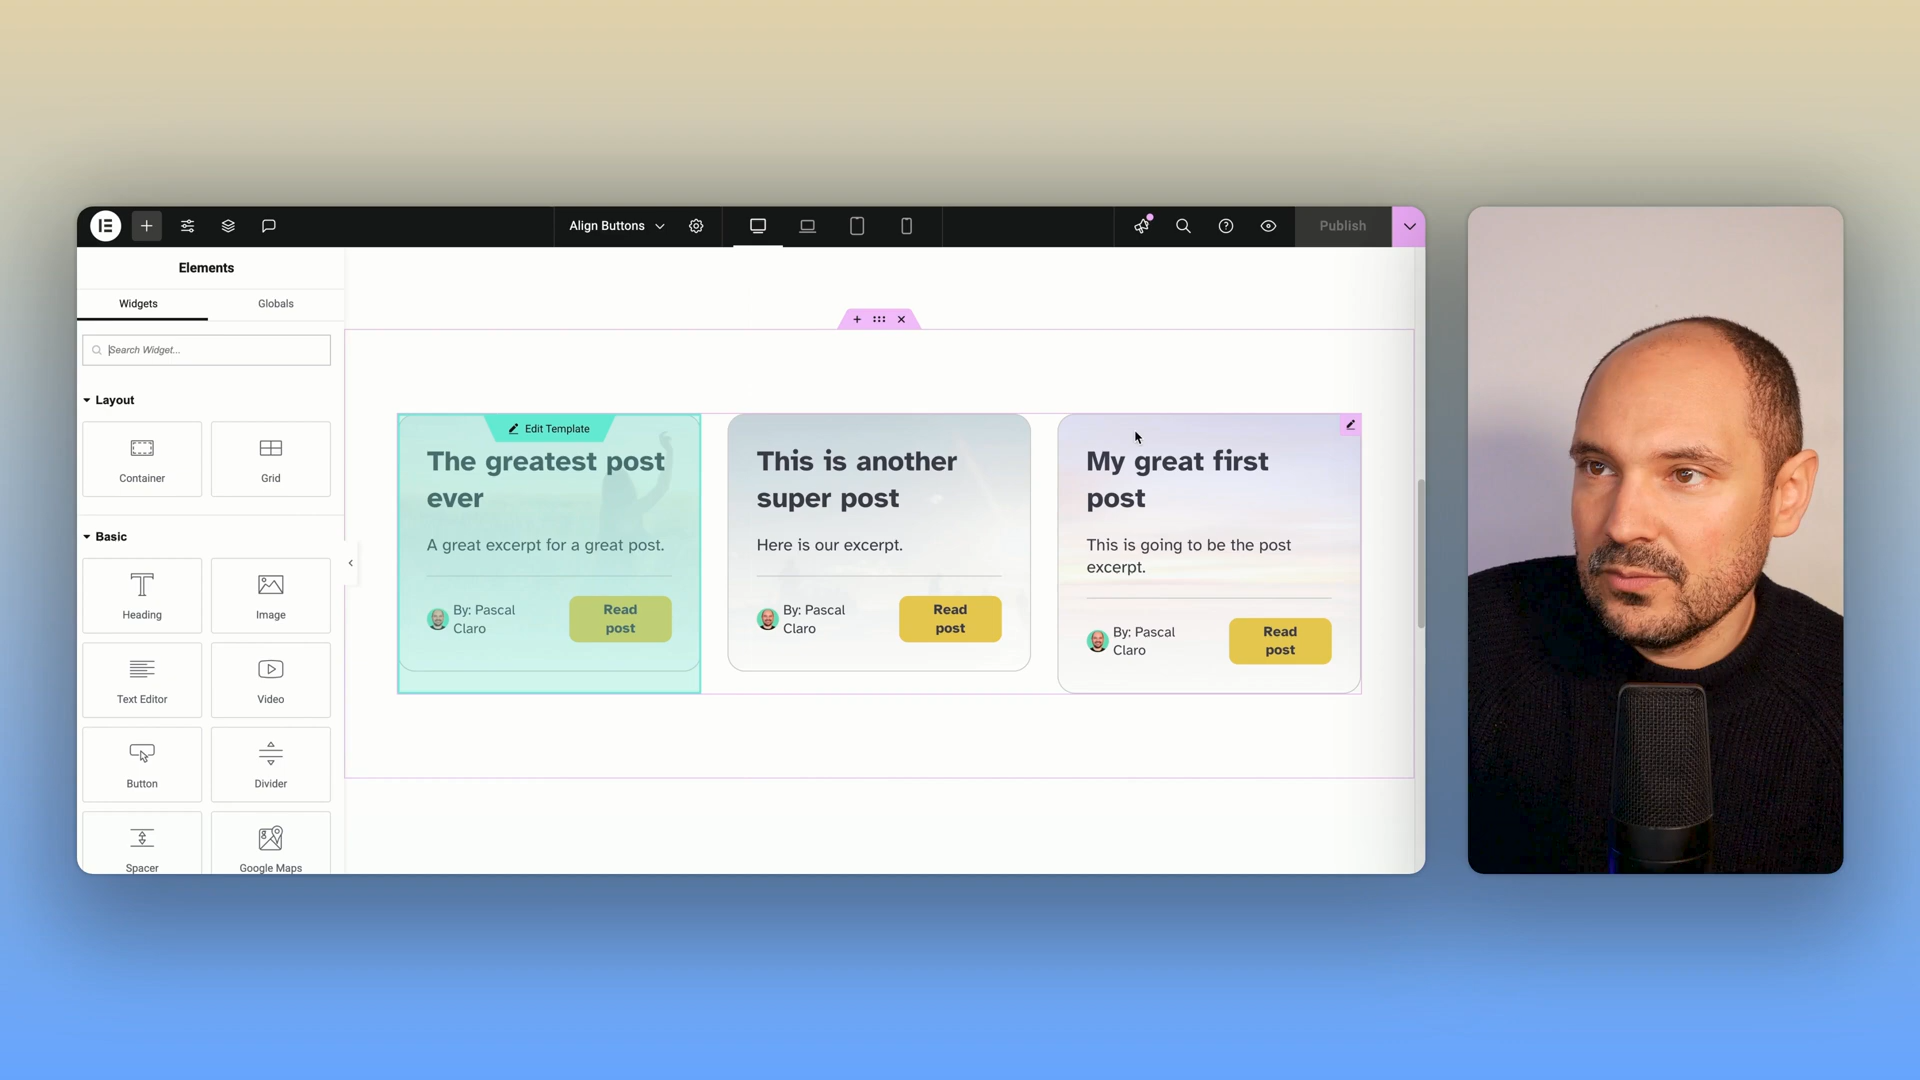 Align Buttons
Publish
Elements
Widgets
Globals
Search Widget...
Layout
Container
Grid
Basic
Heading
Image
Text Editor
Video
Button
Divider
Spacer
Google Maps
Edit Template
The greatest post
ever
A great excerpt for a great post.
By: Pascal
Claro
Read
post
This is another
super post
Here is our excerpt.
By: Pascal
Claro
Read
post
My great first
post
This is going to be the post
excerpt.
By: Pascal
Claro
Read
post